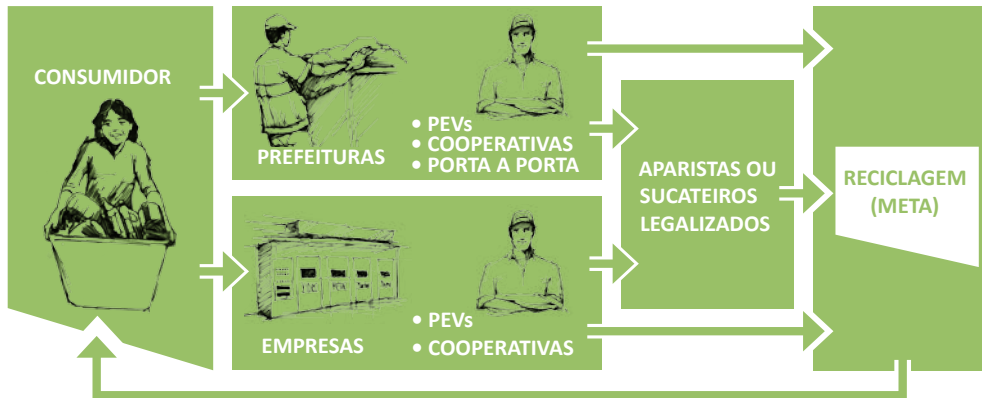 CONSUMIDOR
PREFEITURAS
• PEVs
• COOPERATIVAS
• PORTA A PORTA
EMPRESAS
• PEVs
• COOPERATIVAS
APARISTAS OU
SUCATEIROS
LEGALIZADOS
RECICLAGEM
(META)